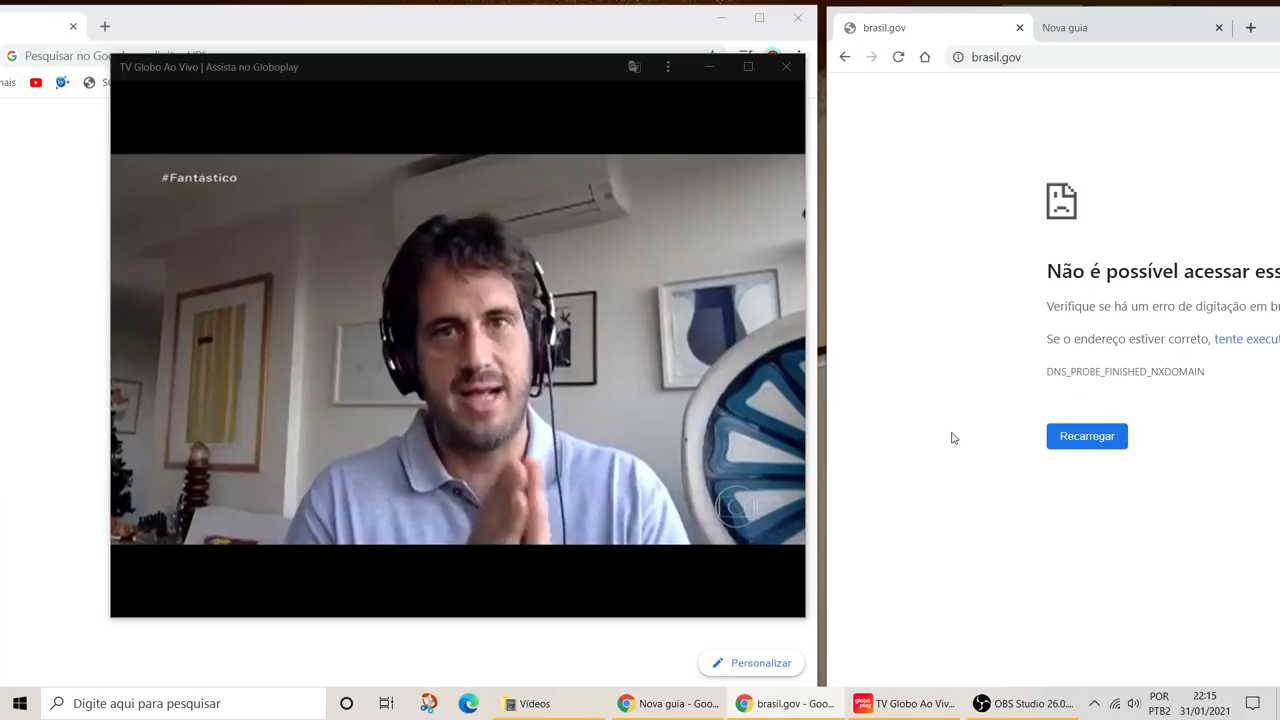 Pesquisar no Goo
TV Globo Ao Vivo | Assista no Globoplay
#Fantástico
Personalizar
brasil.gov
Nova guia
brasil.gov
Não é possível acessar ess
Verifique se há um erro de digitação em b
Se o endereço estiver correto, tente execut
DNS_PROBE_FINISHED_NXDOMAIN
Recarregar
Digite aqui para pesquisar
Vídeos
Nova guia - Goo...
brasil.gov - Goo...
TV Globo Ao Viv...
OBS Studio 26.0....
POR
PTB2
22:15
31/01/2021